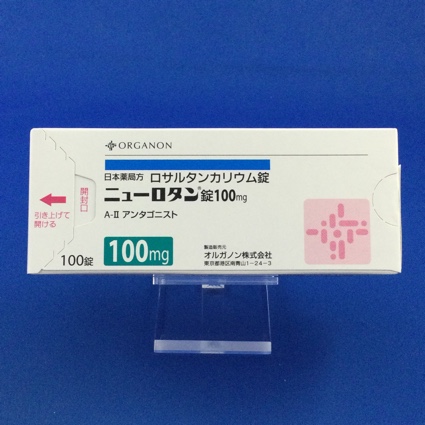 ORGANON
日本薬局方 ロサルタンカリウム錠
ニューロタン®錠100mg
A-Ⅱ アンタゴニスト
開封口
引き上げて
開ける
100錠
100mg
製造販売元
オルガノン株式会社
東京都港区南青山1-24-3